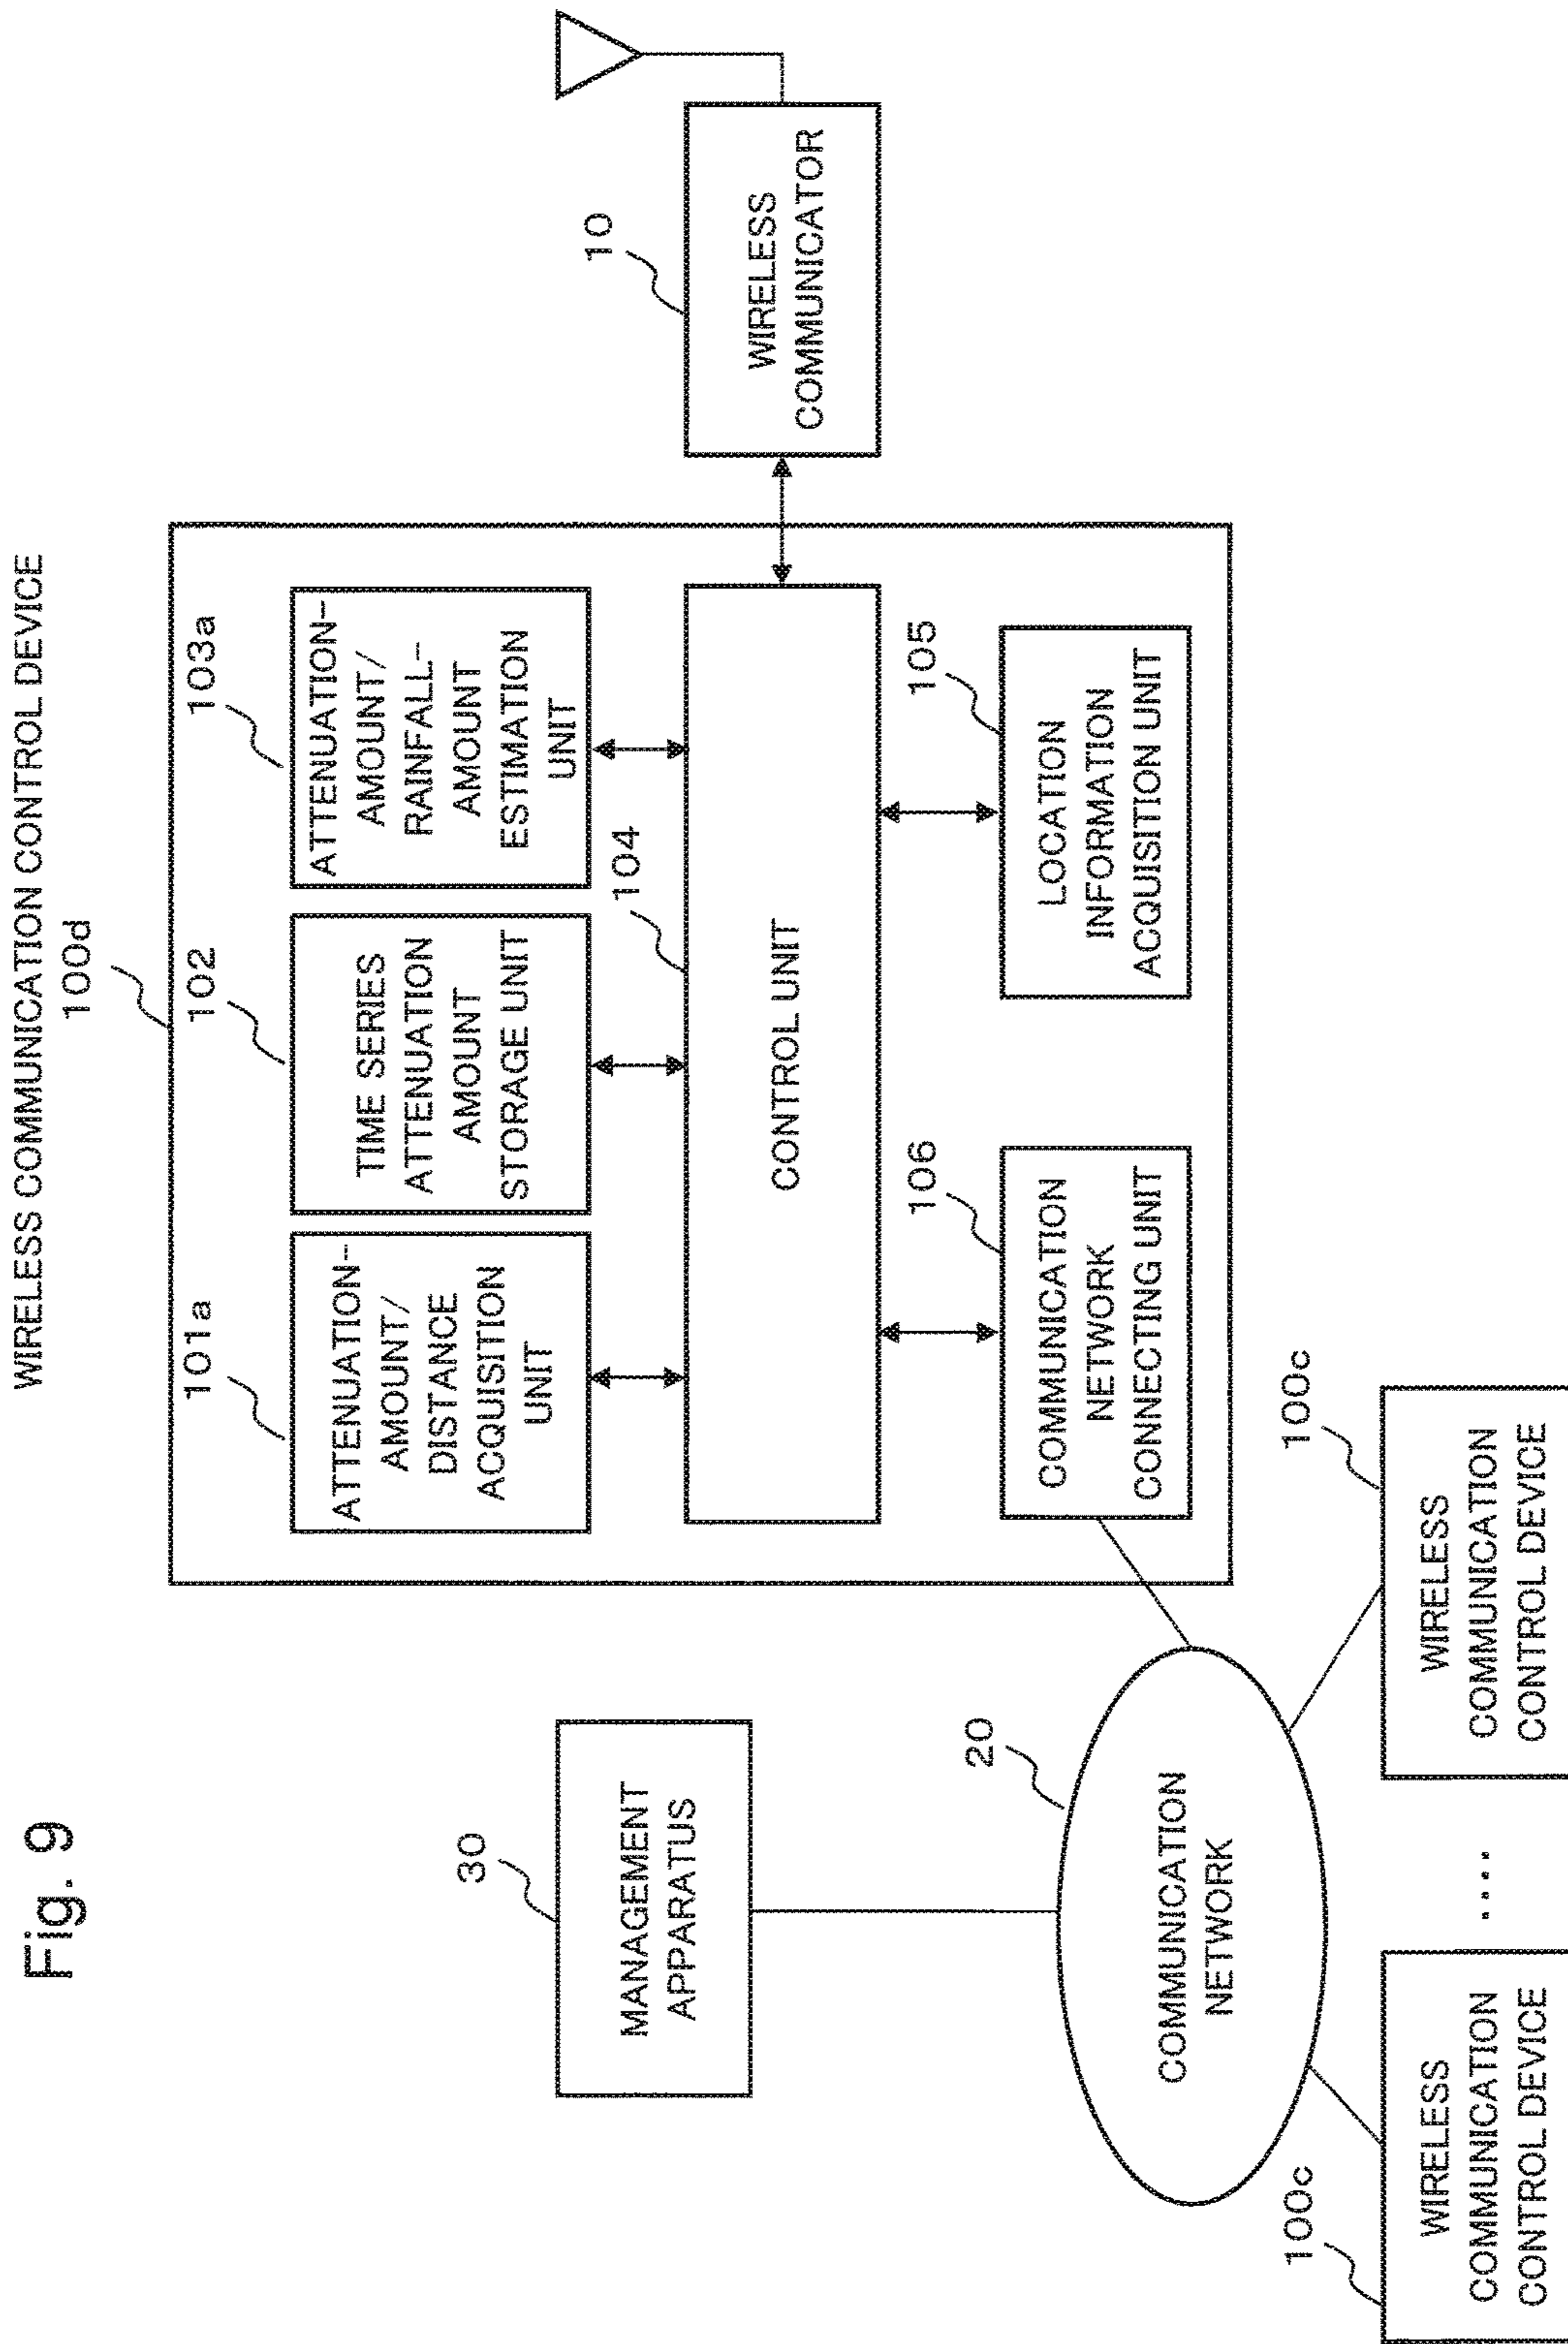 Fig. 9
WIRELESS COMMUNICATION CONTROL DEVICE
100d
101a
102
103a
ATTENUATION-
AMOUNT/
DISTANCE
ACQUISITION
UNIT
TIME SERIES
ATTENUATION
AMOUNT
STORAGE UNIT
ATTENUATION-
AMOUNT/
RAINFALL-
AMOUNT
ESTIMATION
UNIT
104
CONTROL UNIT
10
WIRELESS
COMMUNICATOR
30
MANAGEMENT
APPARATUS
106
COMMUNICATION
NETWORK
CONNECTING UNIT
105
LOCATION
INFORMATION
ACQUISITION UNIT
20
COMMUNICATION
NETWORK
100c
WIRELESS
COMMUNICATION
CONTROL DEVICE
....
100c
WIRELESS
COMMUNICATION
CONTROL DEVICE